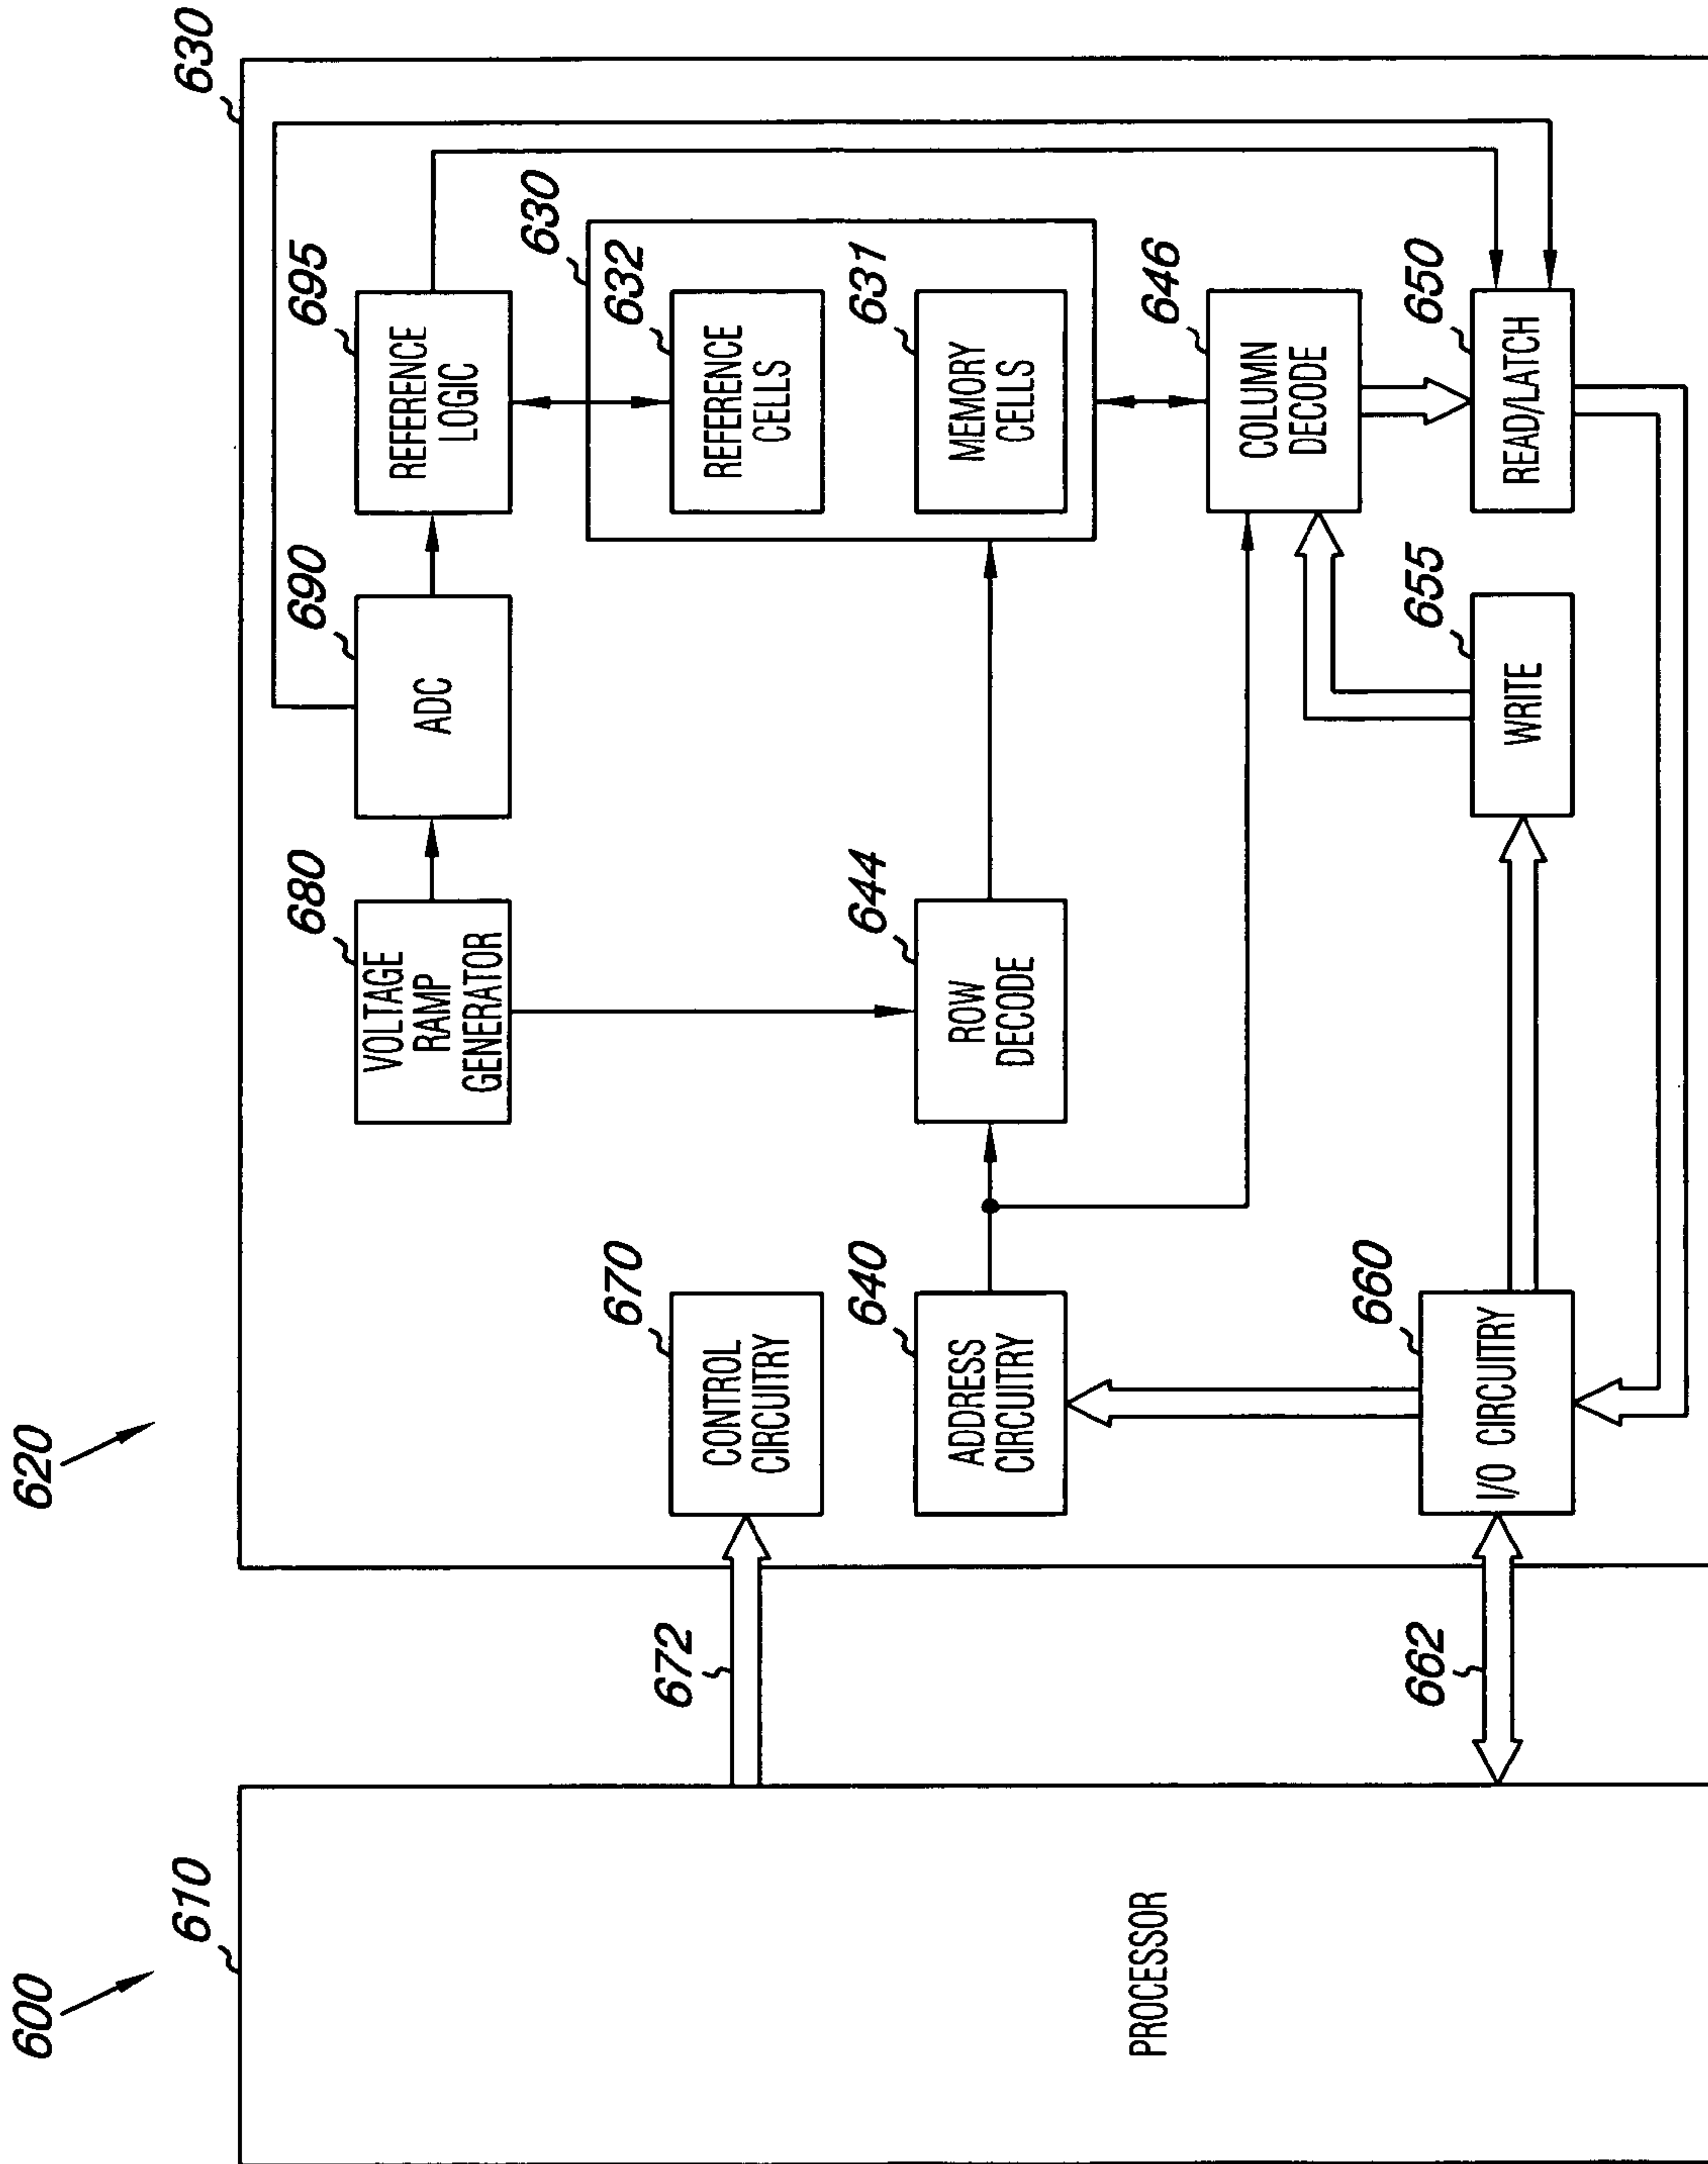 600
620
610
PROCESSOR
672
662
630
670
CONTROL
CIRCUITRY
640
ADDRESS
CIRCUITRY
660
I/O CIRCUITRY
680
VOLTAGE
RAMP
GENERATOR
644
ROW
DECODE
690
ADC
655
WRITE
695
REFERENCE
LOGIC
630
632
REFERENCE
CELLS
631
MEMORY
CELLS
646
COLUMN
DECODE
650
READ/LATCH